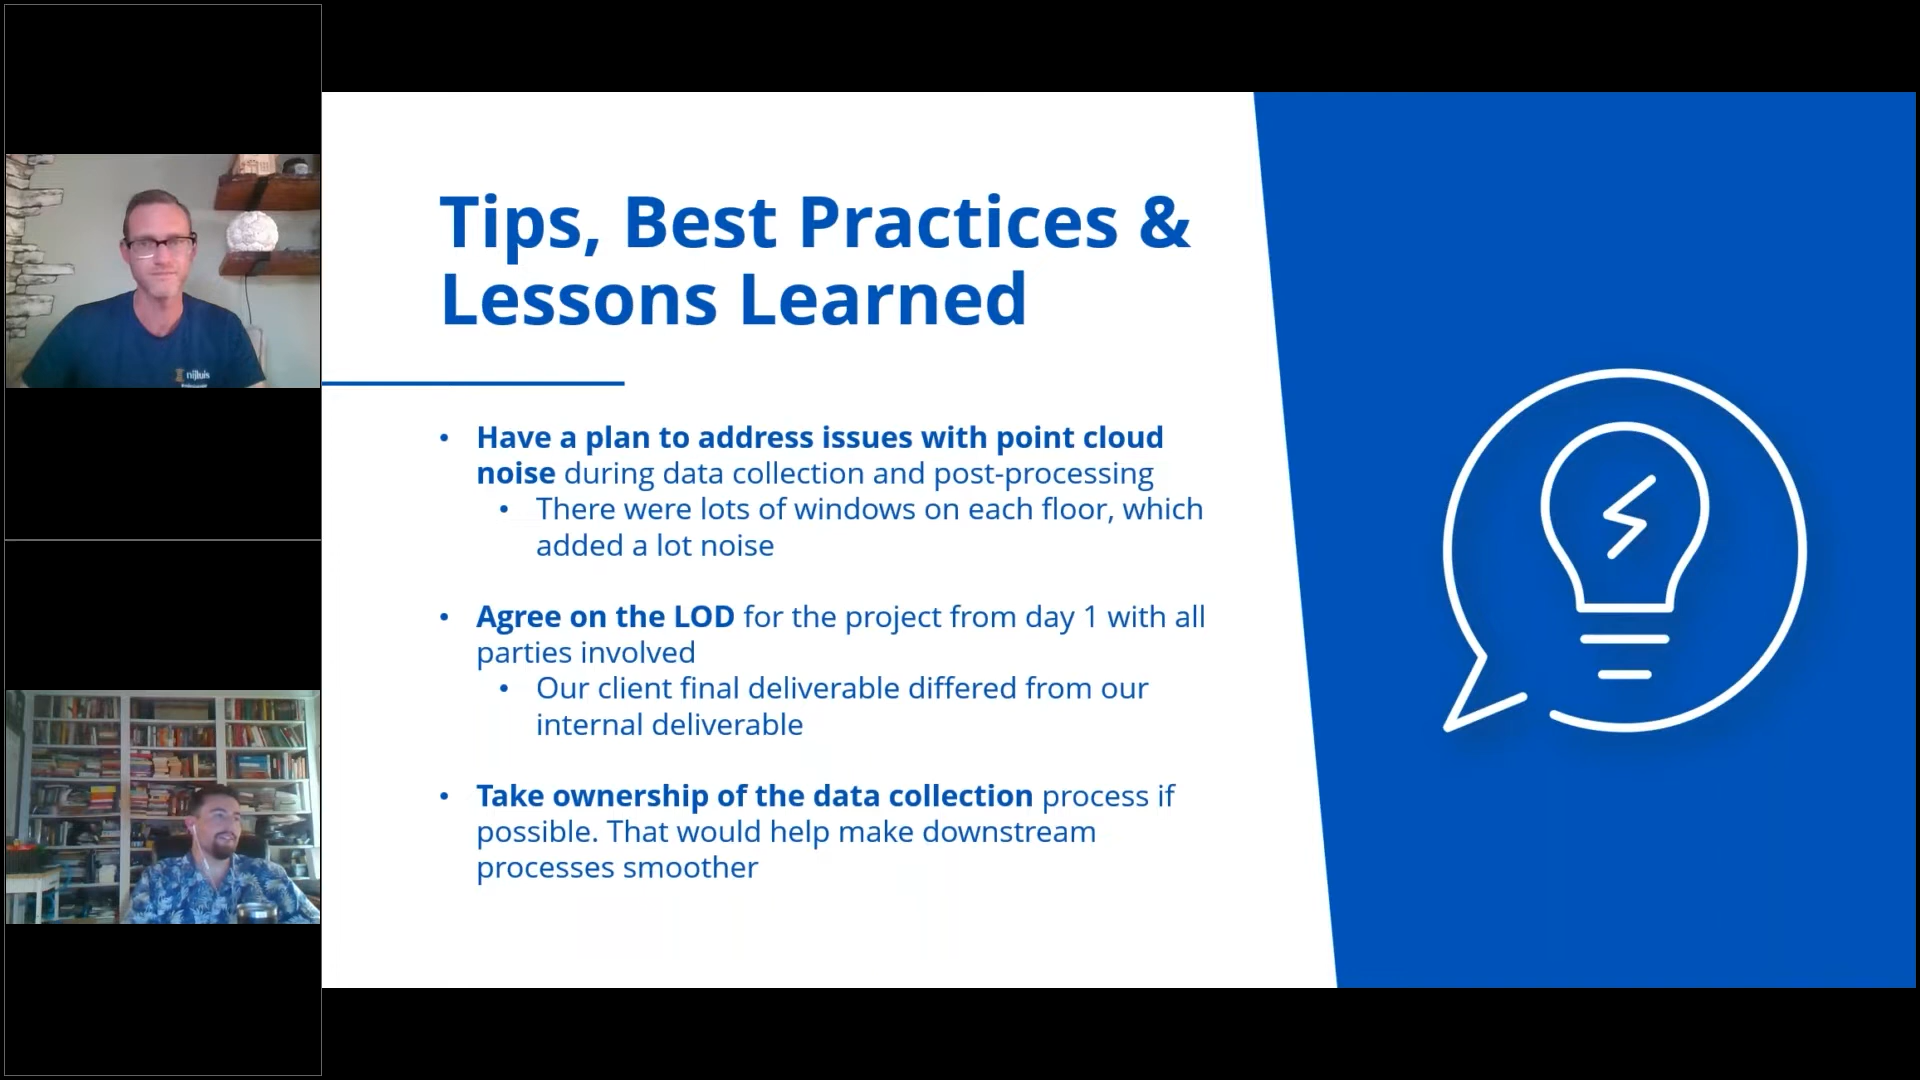 nijhuis
Tips, Best Practices &
Lessons Learned
• Have a plan to address issues with point cloud
noise during data collection and post-processing
• There were lots of windows on each floor, which
added a lot noise
• Agree on the LOD for the project from day 1 with all
parties involved
• Our client final deliverable differed from our
internal deliverable
• Take ownership of the data collection process if
possible. That would help make downstream
processes smoother